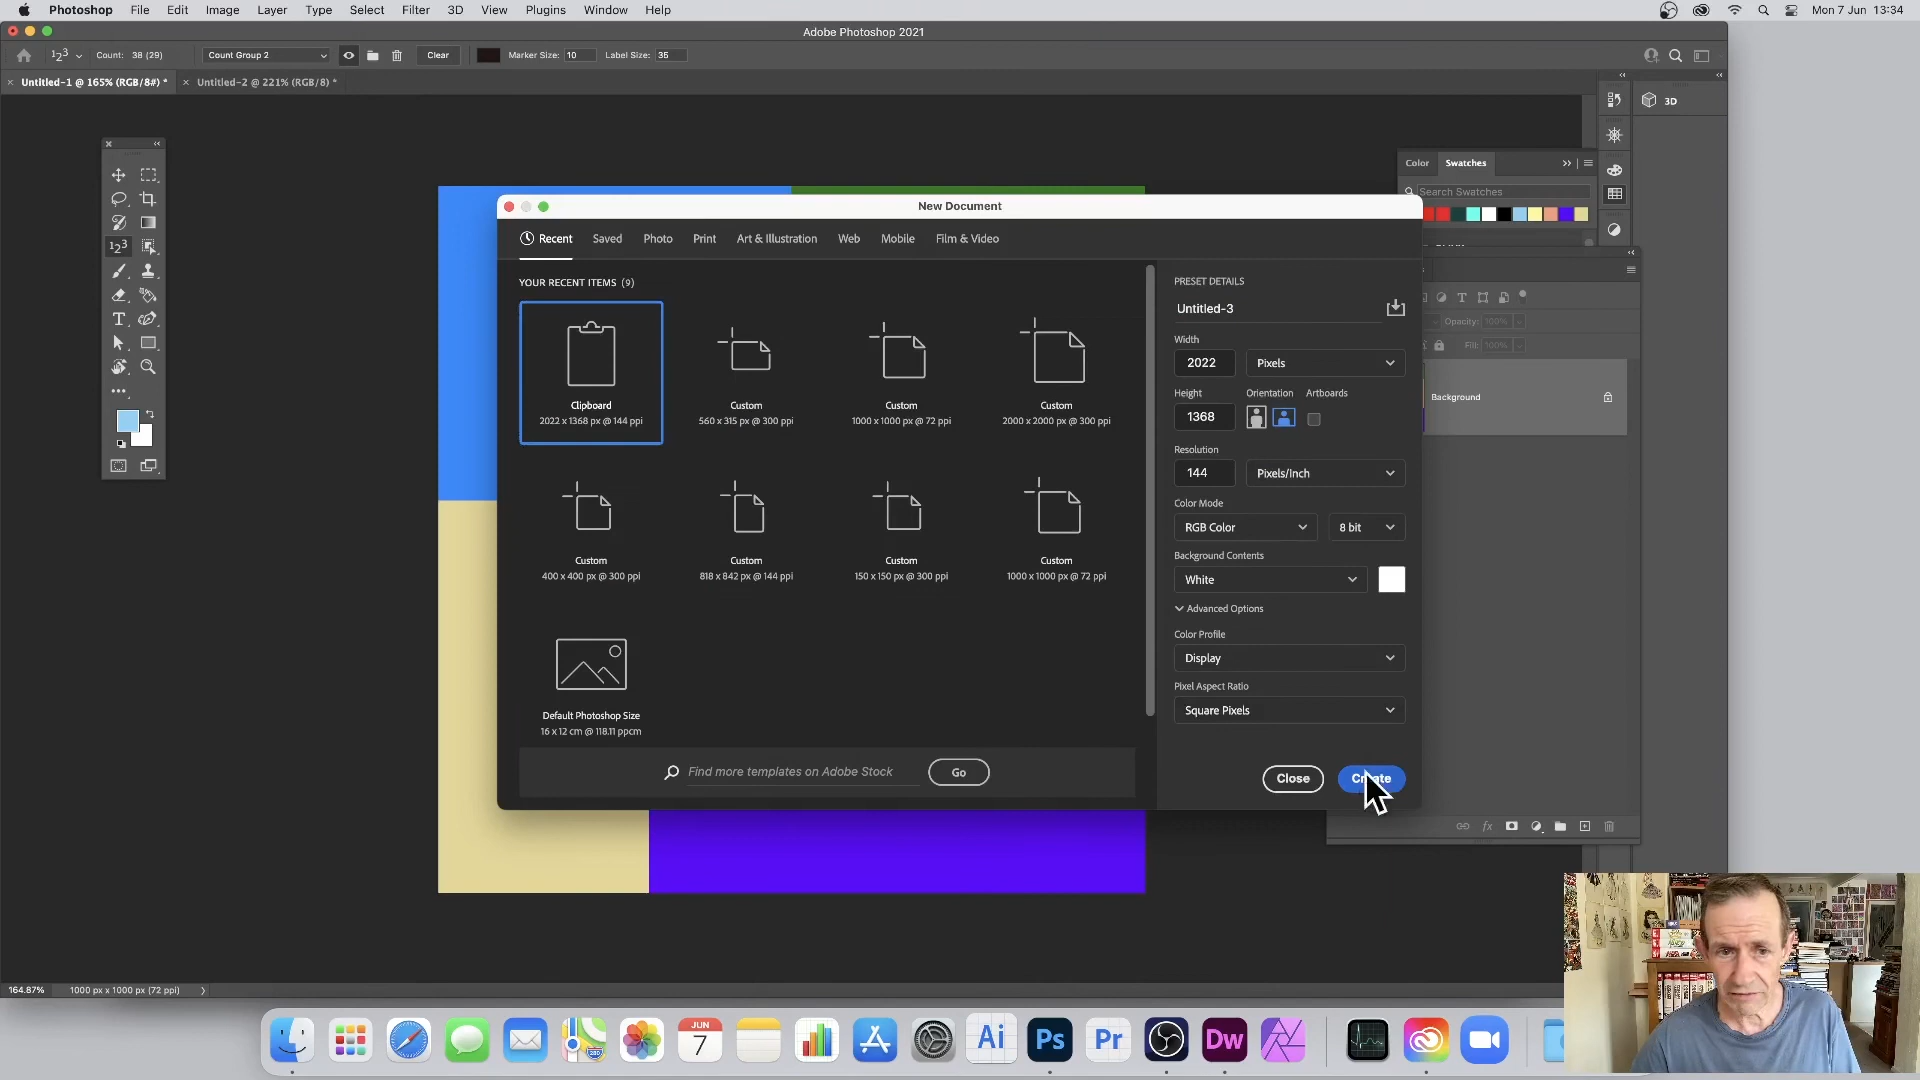 Photoshop File Edit Image Layer Type Select Filter 3D View Plugins Window Help Mon 7 Jun 13:34
Adobe Photoshop 2021
Count: 38 (29) Count Group 2 Clear Marker Size: 10 Label Size: 35
Untitled-1 @ 165% (RGB/8#) * Untitled-2 @ 221% (RGB/8) *
3D
Color Swatches
Search Swatches
New Document
Recent Saved Photo Print Art & Illustration Web Mobile Film & Video
YOUR RECENT ITEMS (9)
Clipboard
2022 x 1368 px @ 144 ppi
Custom
560 x 315 px @ 300 ppi
Custom
1000 x 1000 px @ 72 ppi
Custom
2000 x 2000 px @ 300 ppi
Custom
400 x 400 px @ 300 ppi
Custom
818 x 842 px @ 144 ppi
Custom
150 x 150 px @ 300 ppi
Custom
1000 x 1000 px @ 72 ppi
Default Photoshop Size
16 x 12 cm @ 118.11 ppcm
Find more templates on Adobe Stock Go
PRESET DETAILS
Untitled-3
Width
2022 Pixels
Height Orientation Artboards
1368
Resolution
144 Pixels/Inch
Color Mode
RGB Color 8 bit
Background Contents
White
Advanced Options
Color Profile
Display
Pixel Aspect Ratio
Square Pixels
Close Create
Opacity: 100%
Fill: 100%
Background
fx
164.87% 1000 px x 1000 px (72 ppi)
JUN
7
280
Ai Ps Pr Dw